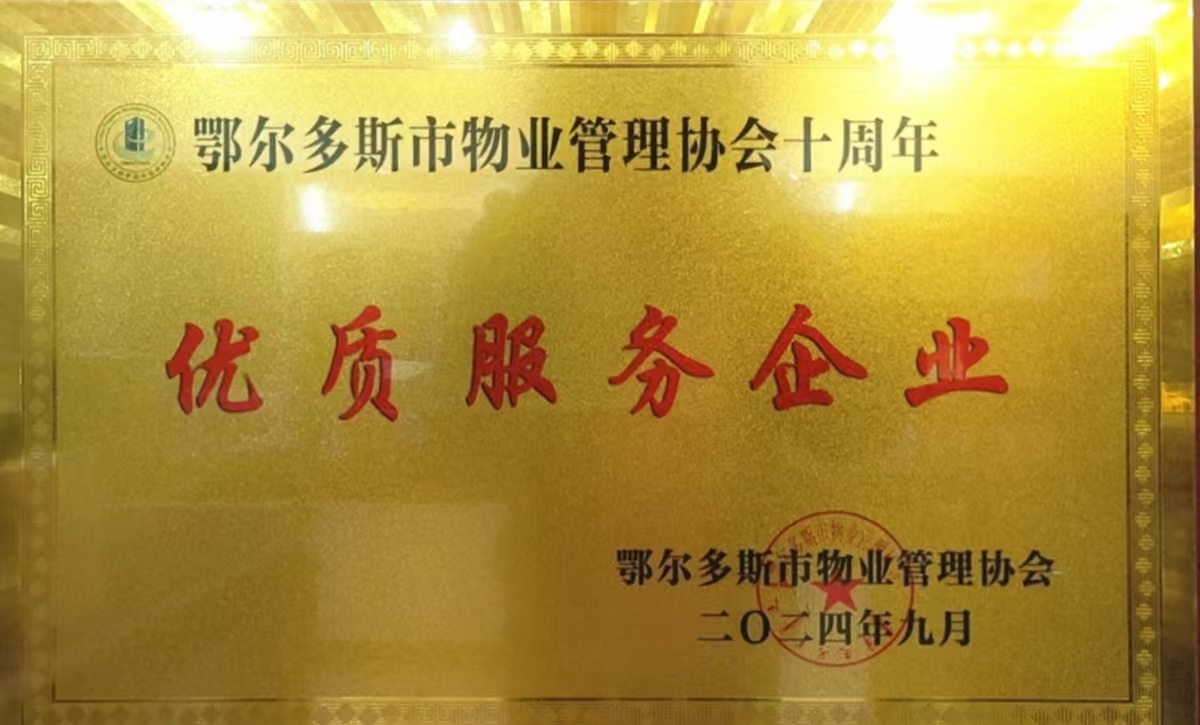 鄂尔多斯市物业管理协会十周年
优质服务企业
鄂尔多斯市物业管理协会
二〇二四年九月